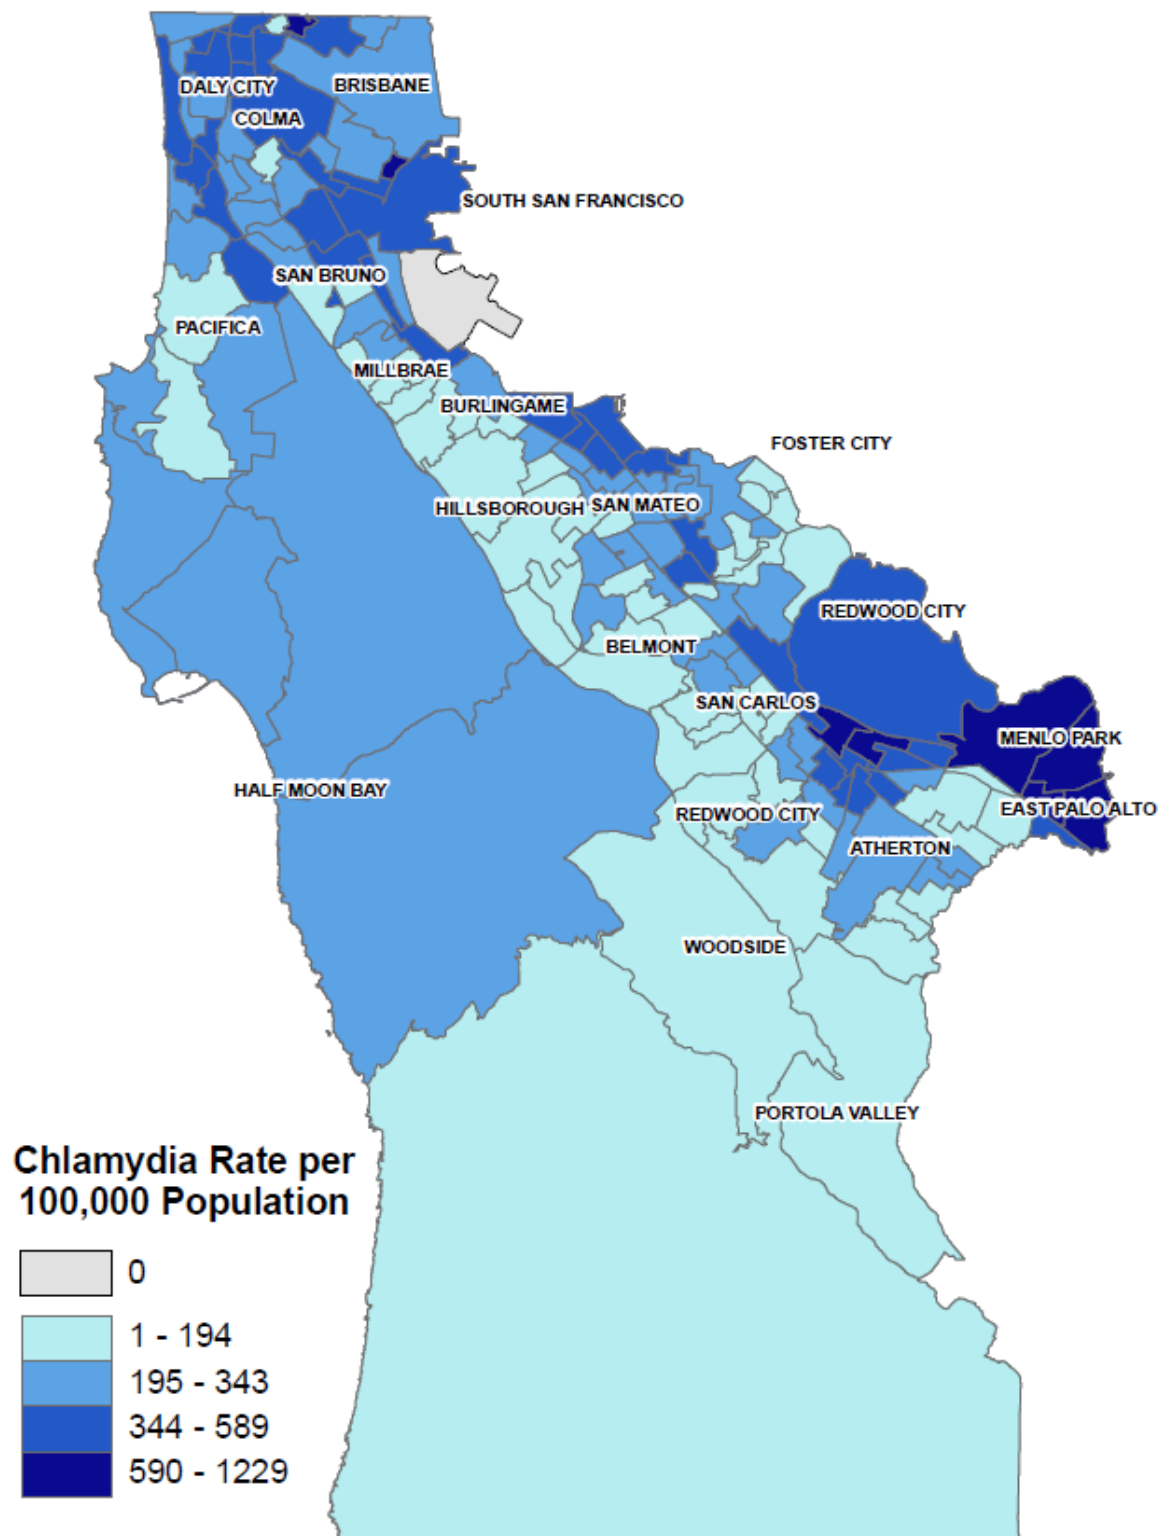 DALY CITY
BRISBANE
COLMA
SOUTH SAN FRANCISCO
SAN BRUNO
PACIFICA
MILLBRAE
BURLINGAME
FOSTER CITY
HILLSBOROUGH
SAN MATEO
REDWOOD CITY
BELMONT
SAN CARLOS
MENLO PARK
HALF MOON BAY
EAST PALO ALTO
REDWOOD CITY
ATHERTON
WOODSIDE
PORTOLA VALLEY
Chlamydia Rate per
100,000 Population
0
1 - 194
195 - 343
344 - 589
590 - 1229